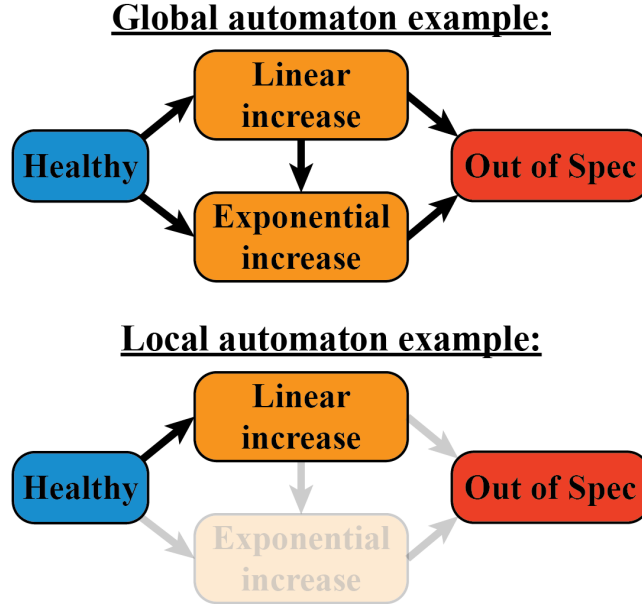 Global automaton example:
Linear
increase
Healthy
Out of Spec
Exponential
increase
Local automaton example:
Linear
increase
Healthy
Out of Spec
Exponential
increase